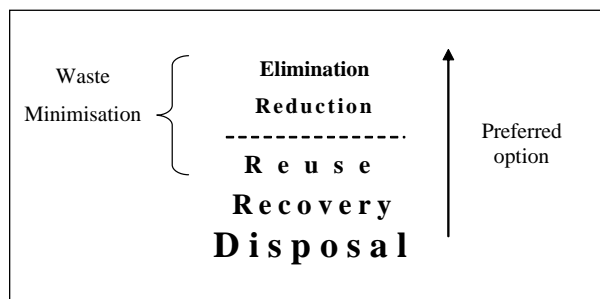 Waste
Minimisation
Elimination
Reduction
Reuse
Recovery
Disposal
Preferred
option